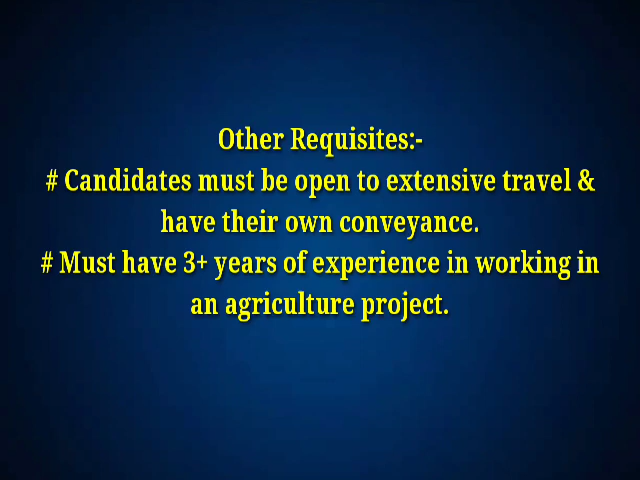 Other Requisites:-
# Candidates must be open to extensive travel &
have their own conveyance.
# Must have 3+ years of experience in working in
an agriculture project.